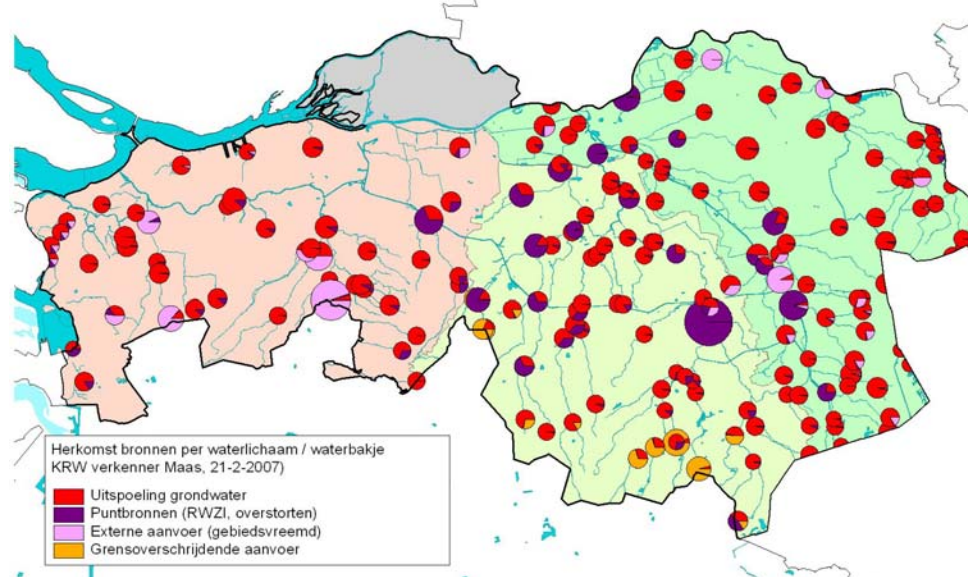 Herkomst bronnen per waterlichaam / waterbakje
KRW verkenner Maas, 21-2-2007)
Uitspoeling grondwater
Puntbronnen (RWZI, overstorten)
Externe aanvoer (gebiedsvreemd)
Grensoverschrijdende aanvoer